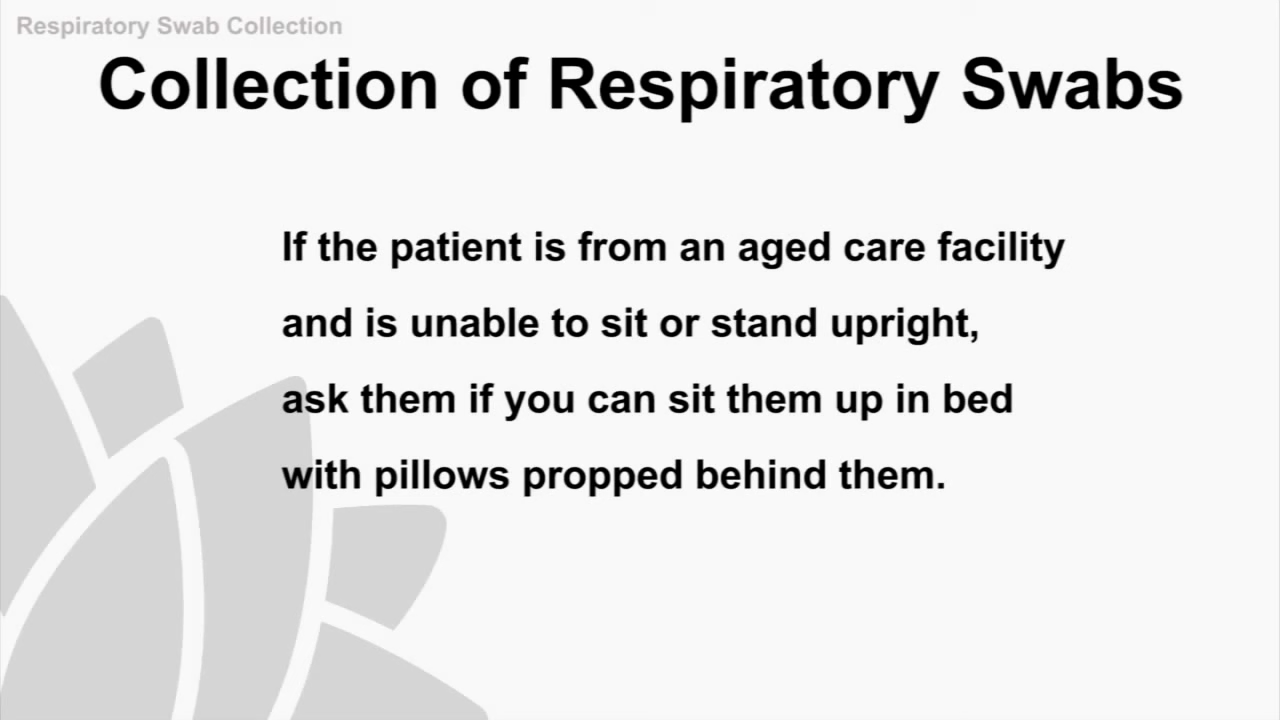 Respiratory Swab Collection
Collection of Respiratory Swabs
If the patient is from an aged care facility
and is unable to sit or stand upright,
ask them if you can sit them up in bed
with pillows propped behind them.